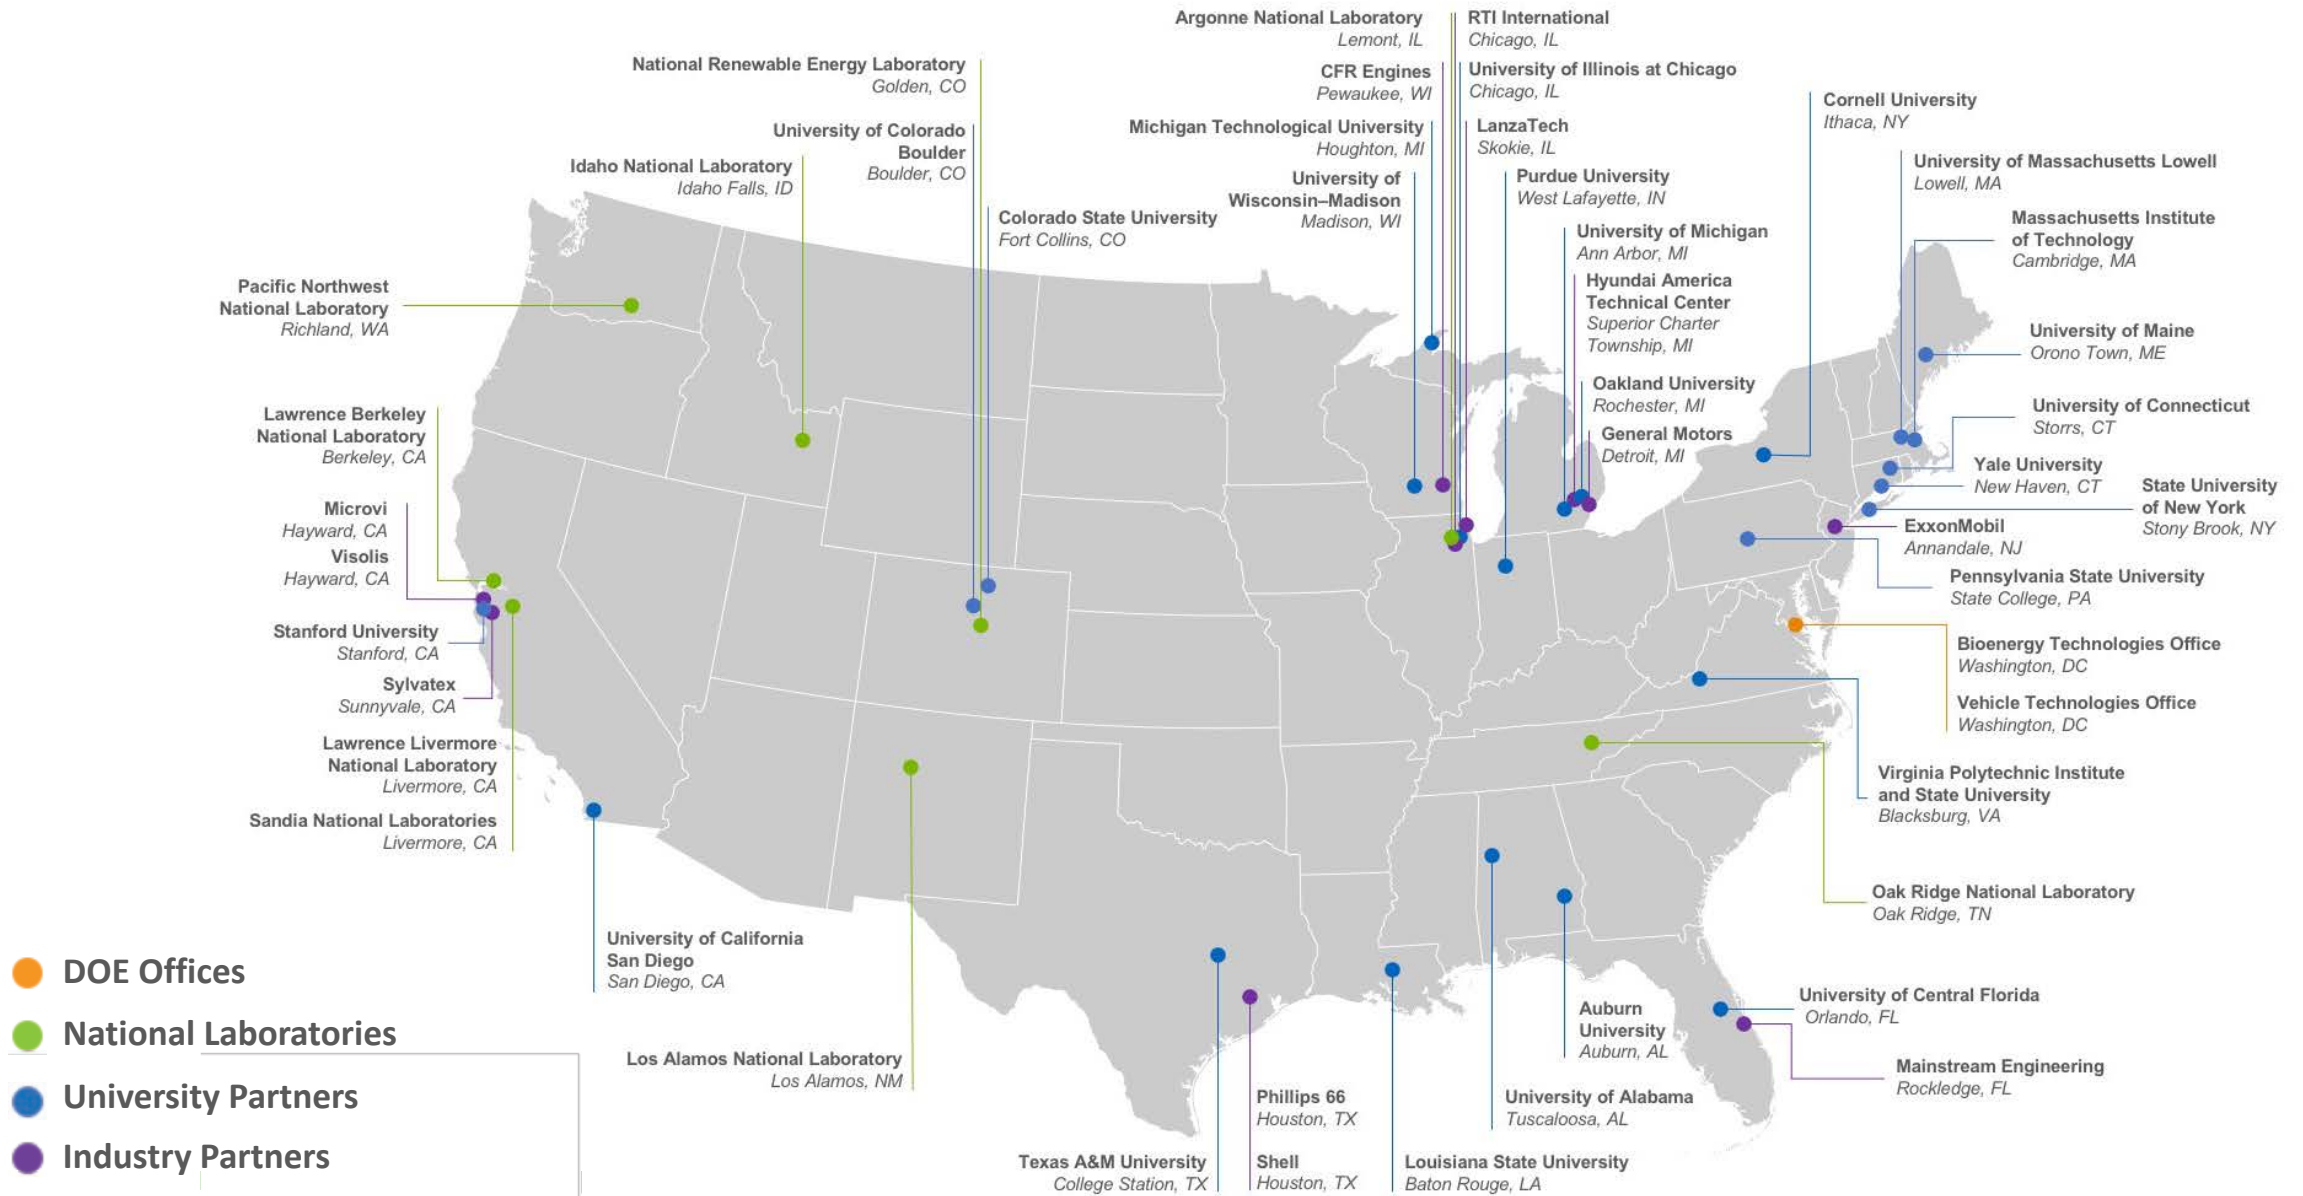 Argonne National Laboratory
Lemont, IL
RTI International
Chicago, IL
National Renewable Energy Laboratory
Golden, CO
CFR Engines
Pewaukee, WI
University of Illinois at Chicago
Chicago, IL
Cornell University
Ithaca, NY
University of Colorado
Boulder
Boulder, CO
Michigan Technological University
Houghton, MI
LanzaTech
Skokie, IL
Idaho National Laboratory
Idaho Falls, ID
University of
Wisconsin–Madison
Madison, WI
Purdue University
West Lafayette, IN
University of Massachusetts Lowell
Lowell, MA
Colorado State University
Fort Collins, CO
University of Michigan
Ann Arbor, MI
Massachusetts Institute
of Technology
Cambridge, MA
Pacific Northwest
National Laboratory
Richland, WA
Hyundai America
Technical Center
Superior Charter
Township, MI
University of Maine
Orono Town, ME
Oakland University
Rochester, MI
Lawrence Berkeley
National Laboratory
Berkeley, CA
General Motors
Detroit, MI
University of Connecticut
Storrs, CT
Yale University
New Haven, CT
State University
of New York
Stony Brook, NY
Microvi
Hayward, CA
Visolis
Hayward, CA
ExxonMobil
Annandale, NJ
Pennsylvania State University
State College, PA
Stanford University
Stanford, CA
Bioenergy Technologies Office
Washington, DC
Sylvatex
Sunnyvale, CA
Vehicle Technologies Office
Washington, DC
Lawrence Livermore
National Laboratory
Livermore, CA
Virginia Polytechnic Institute
and State University
Blacksburg, VA
Sandia National Laboratories
Livermore, CA
Oak Ridge National Laboratory
Oak Ridge, TN
University of California
San Diego
San Diego, CA
DOE Offices
National Laboratories
University Partners
Industry Partners
Los Alamos National Laboratory
Los Alamos, NM
University of Central Florida
Orlando, FL
Auburn
University
Auburn, AL
Mainstream Engineering
Rockledge, FL
Phillips 66
Houston, TX
University of Alabama
Tuscaloosa, AL
Texas A&M University
College Station, TX
Shell
Houston, TX
Louisiana State University
Baton Rouge, LA